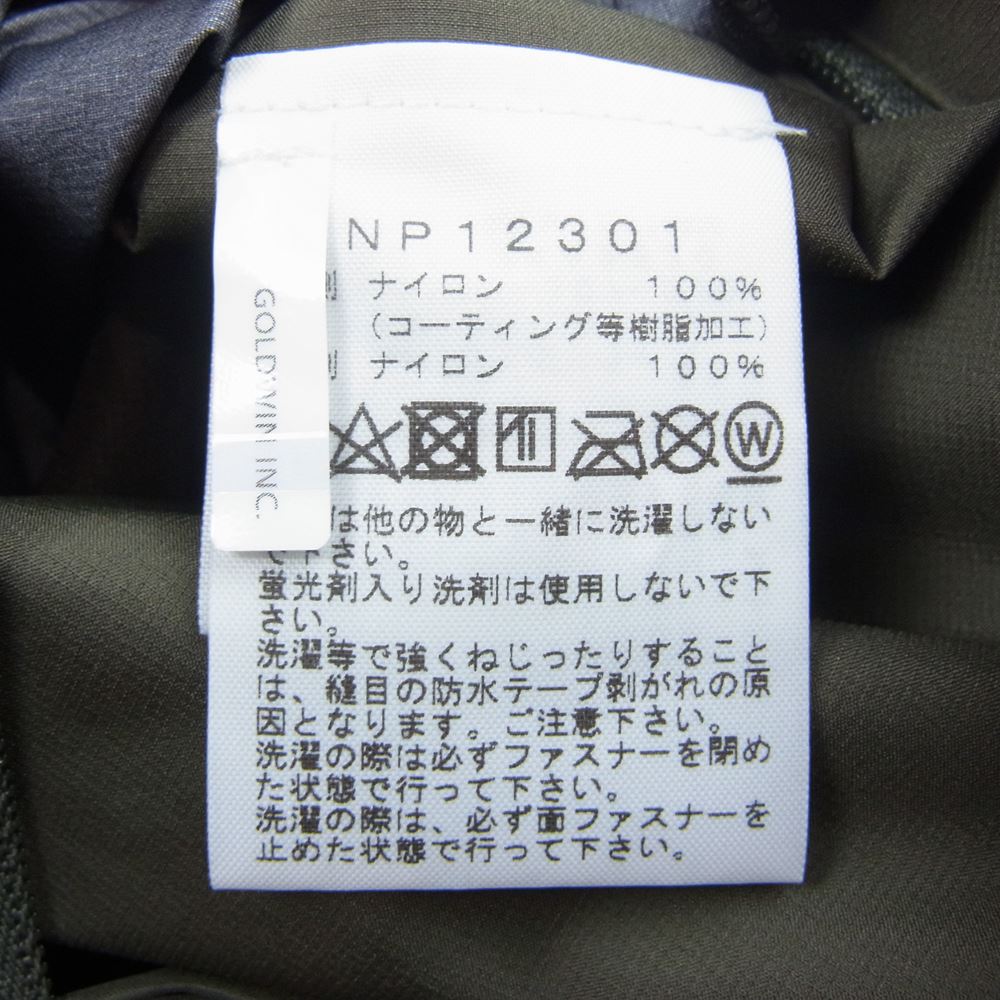 NP12301
ナイロン 100%
(コーティング等樹脂加工)
ナイロン 100%
GOLDWIN INC.
W
は他の物と一緒に洗濯しない
で下さい。
蛍光剤入り洗剤は使用しないで下
さい。
洗濯等で強くねじったりすること
は、縫目の防水テープ剥がれの原
因となります。ご注意下さい。
洗濯の際は必ずファスナーを閉め
た状態で行って下さい。
洗濯の際は、必ず面ファスナーを
止めた状態で行って下さい。